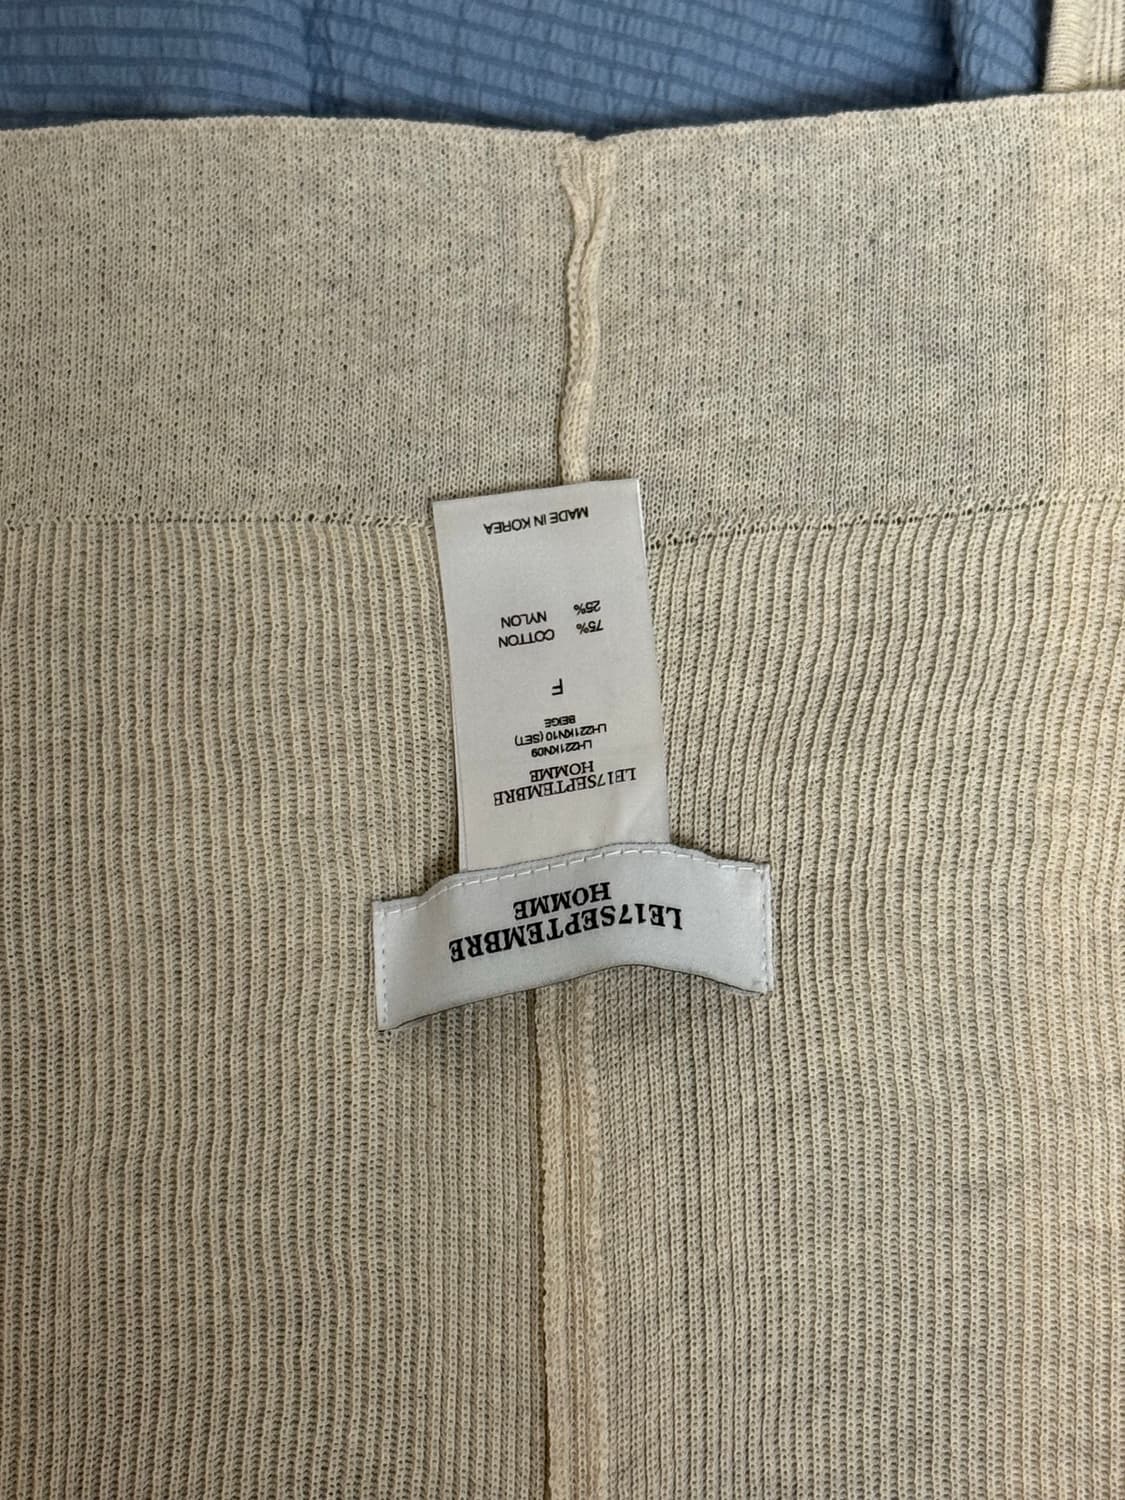 LE17SEPTEMBRE
HOMME
LE17SEPTEMBRE
HOMME
LH221KN09
LH221KN10 (SET)
BEIGE
F
75% COTTON
25% NYLON
MADE IN KOREA